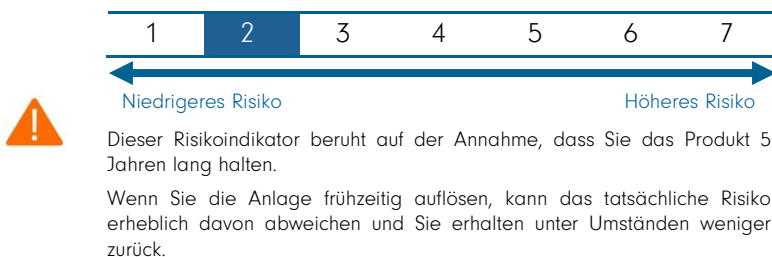 1 2 3 4 5 6 7
Niedrigeres Risiko Höheres Risiko
Dieser Risikoindikator beruht auf der Annahme, dass Sie das Produkt 5
Jahren lang halten.
Wenn Sie die Anlage frühzeitig auflösen, kann das tatsächliche Risiko
erheblich davon abweichen und Sie erhalten unter Umständen weniger
zurück.